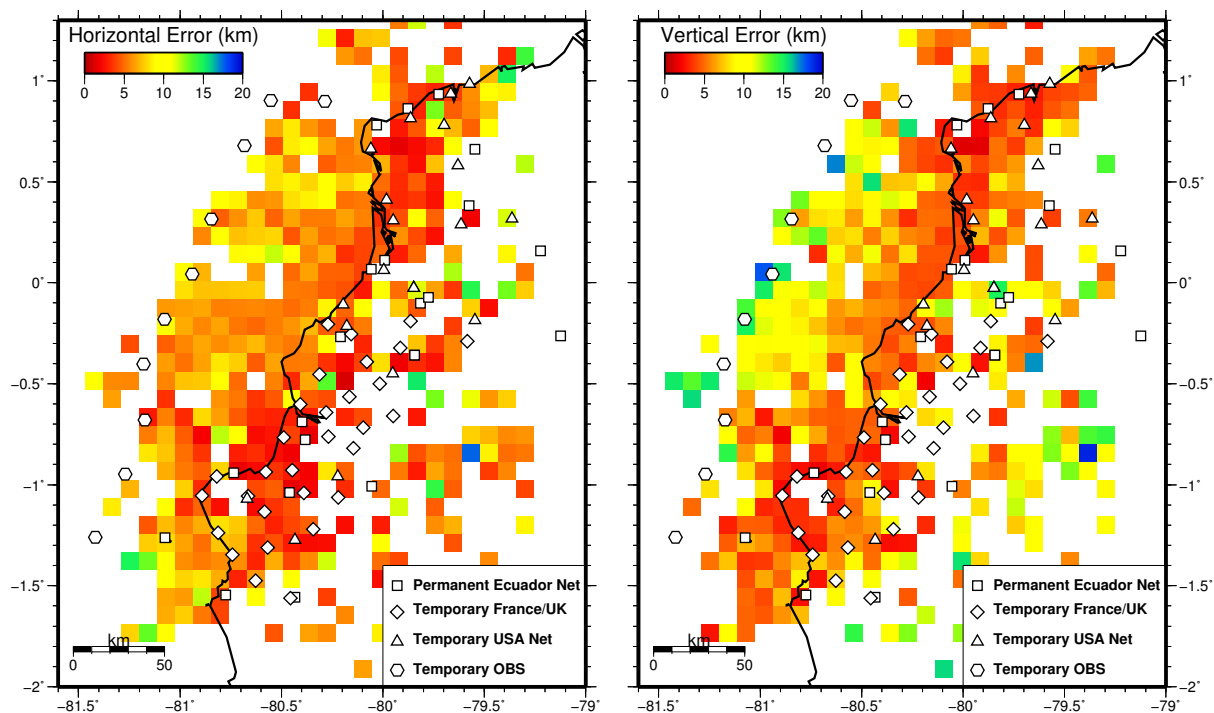 Horizontal Error (km)
0 5 10 15 20
1˚
0.5˚
0˚
−0.5˚
−1˚
−1.5˚
−2˚
km
0 50
Permanent Ecuador Net
Temporary France/UK
Temporary USA Net
Temporary OBS
−81.5˚ −81˚ −80.5˚ −80˚ −79.5˚ −79˚
Vertical Error (km)
0 5 10 15 20
1˚
0.5˚
0˚
−0.5˚
−1˚
−1.5˚
−2˚
km
0 50
Permanent Ecuador Net
Temporary France/UK
Temporary USA Net
Temporary OBS
−81.5˚ −81˚ −80.5˚ −80˚ −79.5˚ −79˚